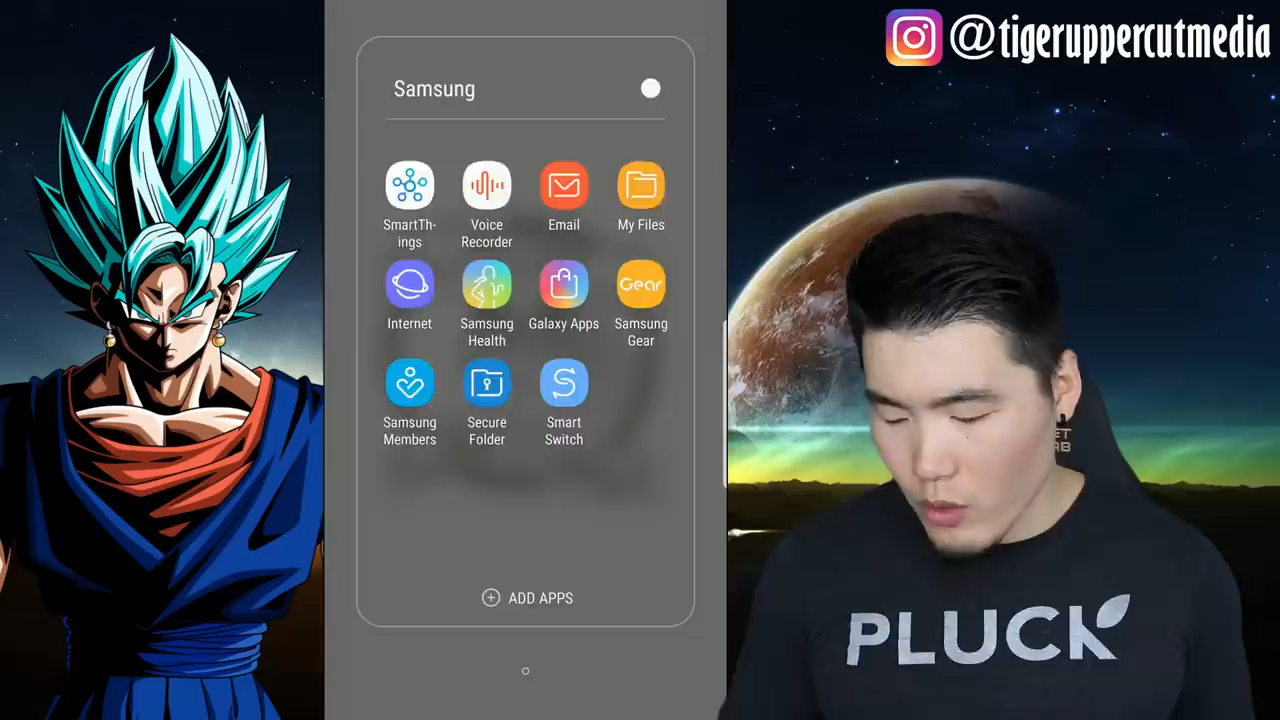 @tigeruppercutmedia
Samsung
SmartTh-
ings
Voice
Recorder
Email
My Files
Internet
Samsung
Health
Galaxy Apps
Gear
Samsung
Gear
Samsung
Members
Secure
Folder
Smart
Switch
ADD APPS
PLUCK